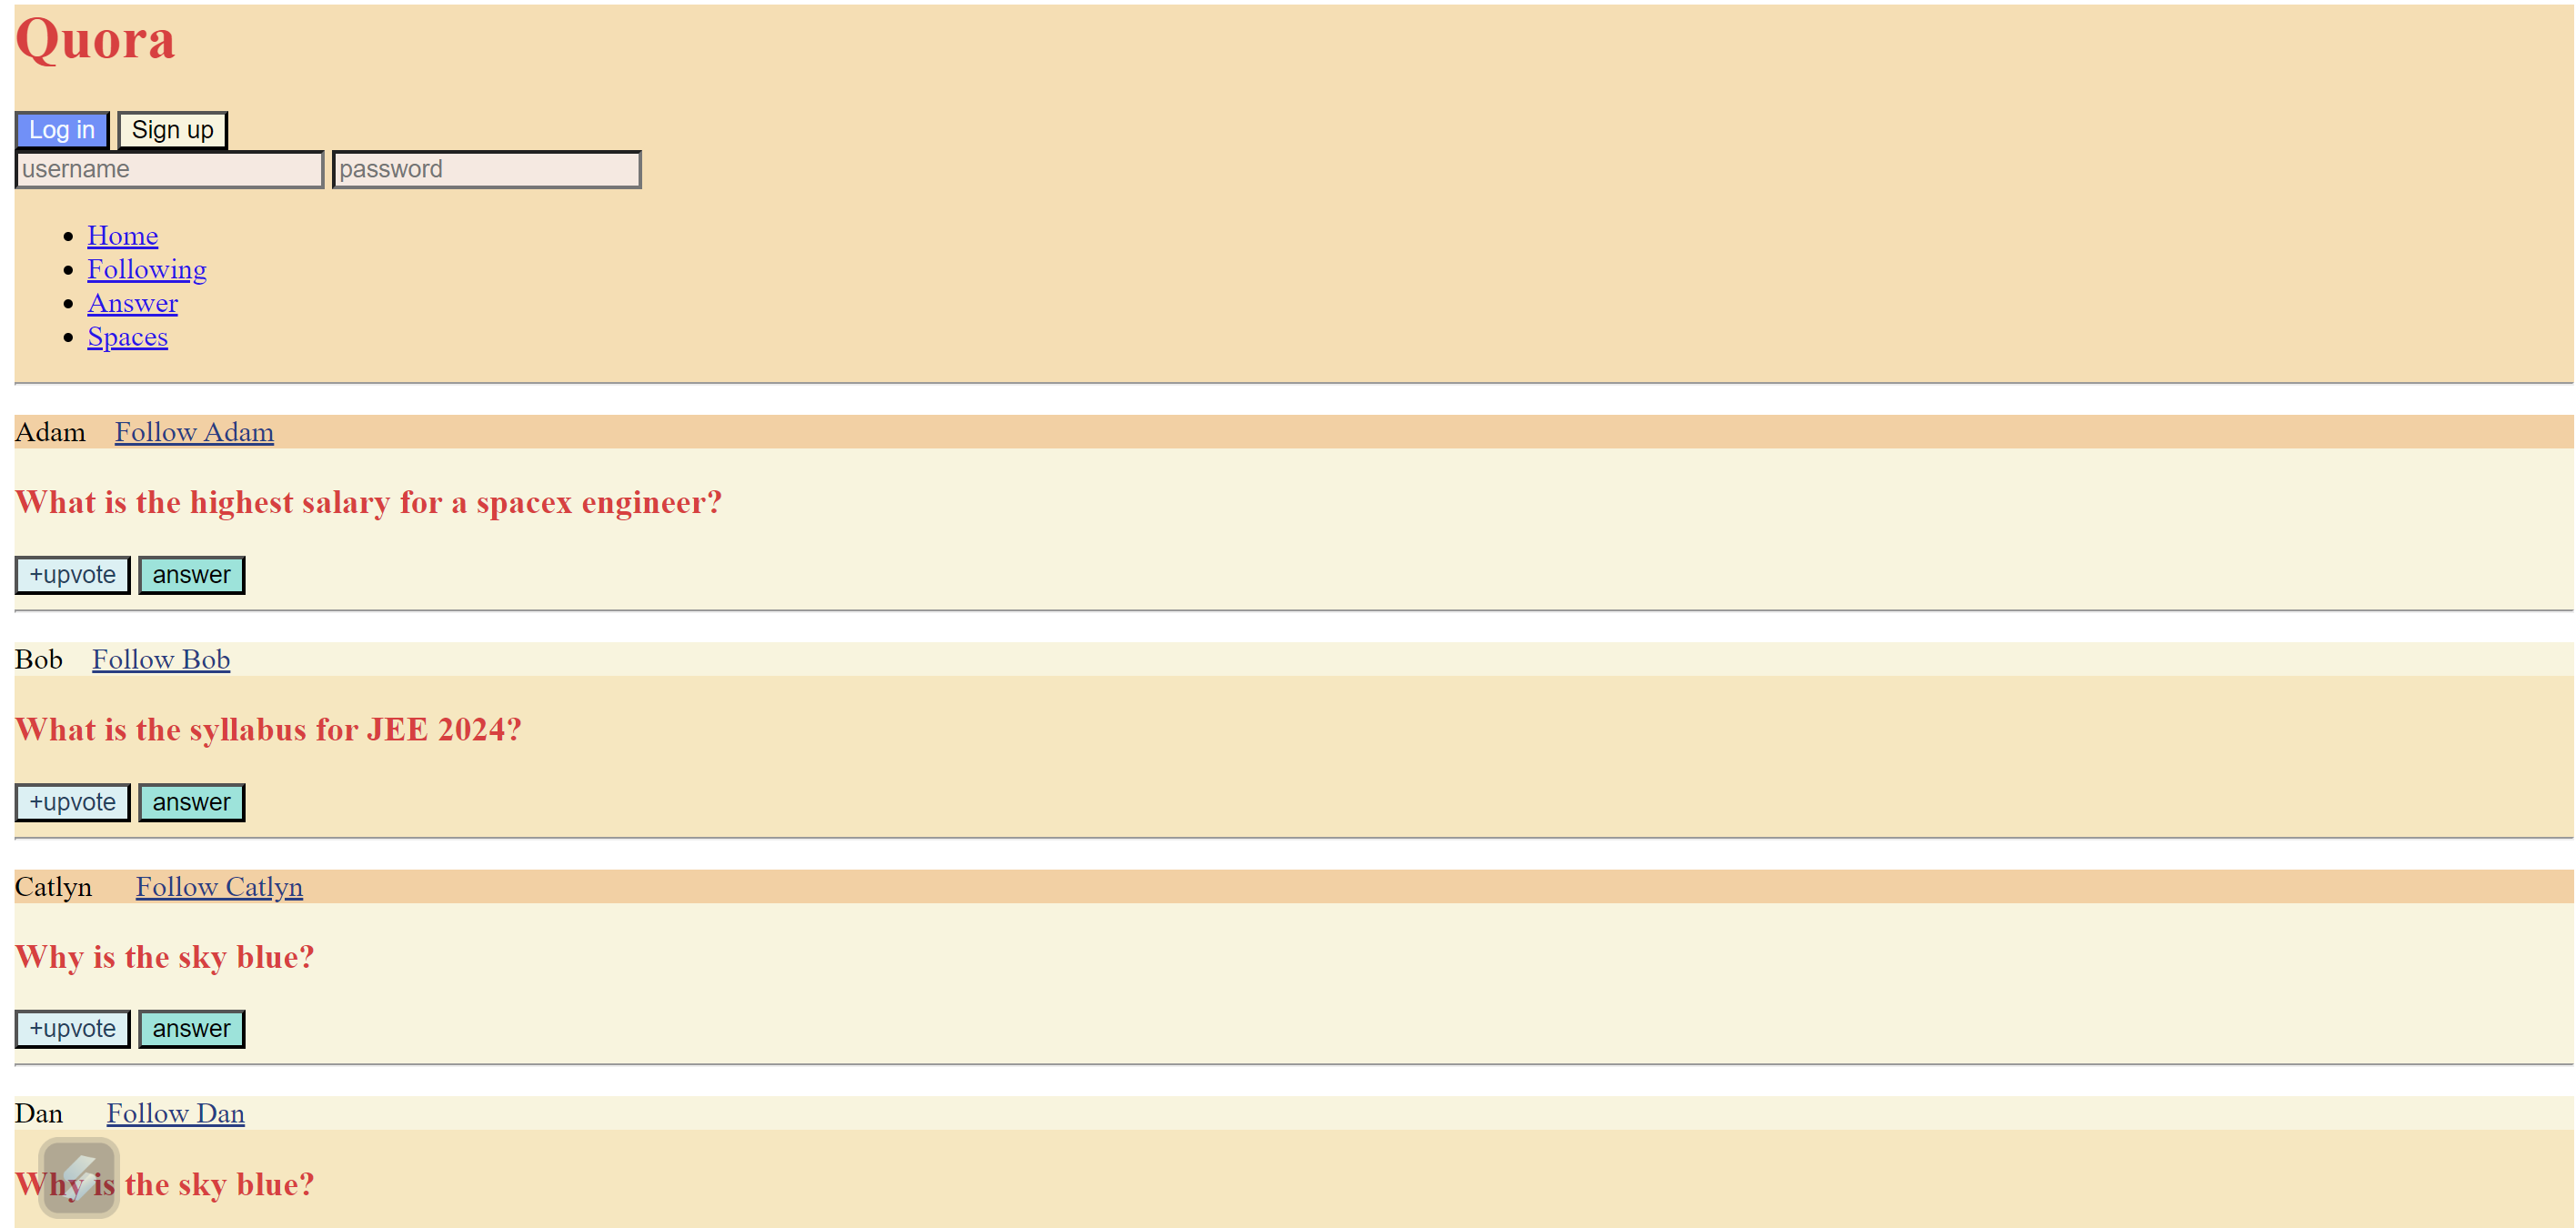 Quora
Log in Sign up
username password
Home
Following
Answer
Spaces
Adam Follow Adam
What is the highest salary for a spacex engineer?
+upvote answer
Bob Follow Bob
What is the syllabus for JEE 2024?
+upvote answer
Catlyn Follow Catlyn
Why is the sky blue?
+upvote answer
Dan Follow Dan
Why is the sky blue?